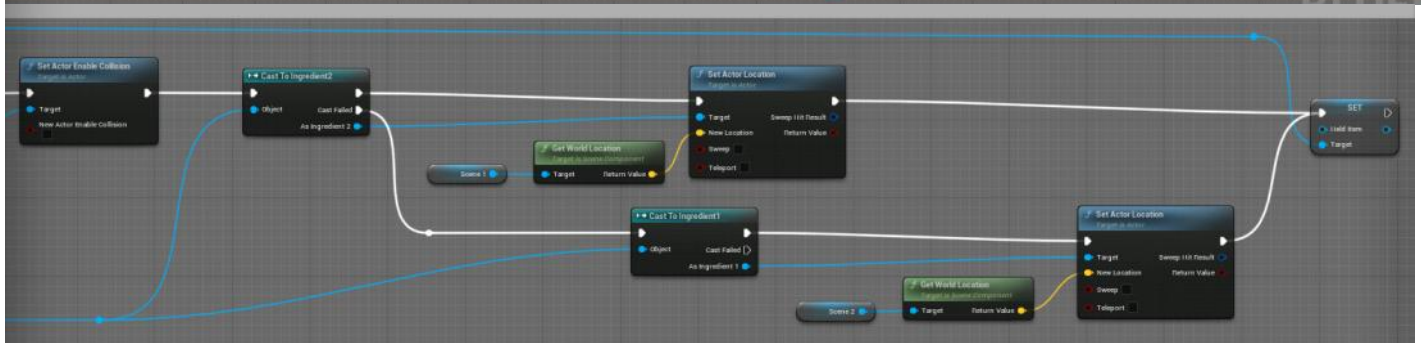 Set Actor Enable Collision
Target is Actor
Target
New Actor Enable Collision
Cast To Ingredient2
Object
Cast Failed
As Ingredient 2
Set Actor Location
Target is Actor
Target
Sweep Hit Result
New Location
Return Value
Sweep
Teleport
Scene 1
Get World Location
Target is Scene Component
Target
Return Value
SET
Held Item
Target
Cast To Ingredient1
Object
Cast Failed
As Ingredient 1
Set Actor Location
Target is Actor
Target
Sweep Hit Result
New Location
Return Value
Sweep
Teleport
Scene 2
Get World Location
Target is Scene Component
Target
Return Value